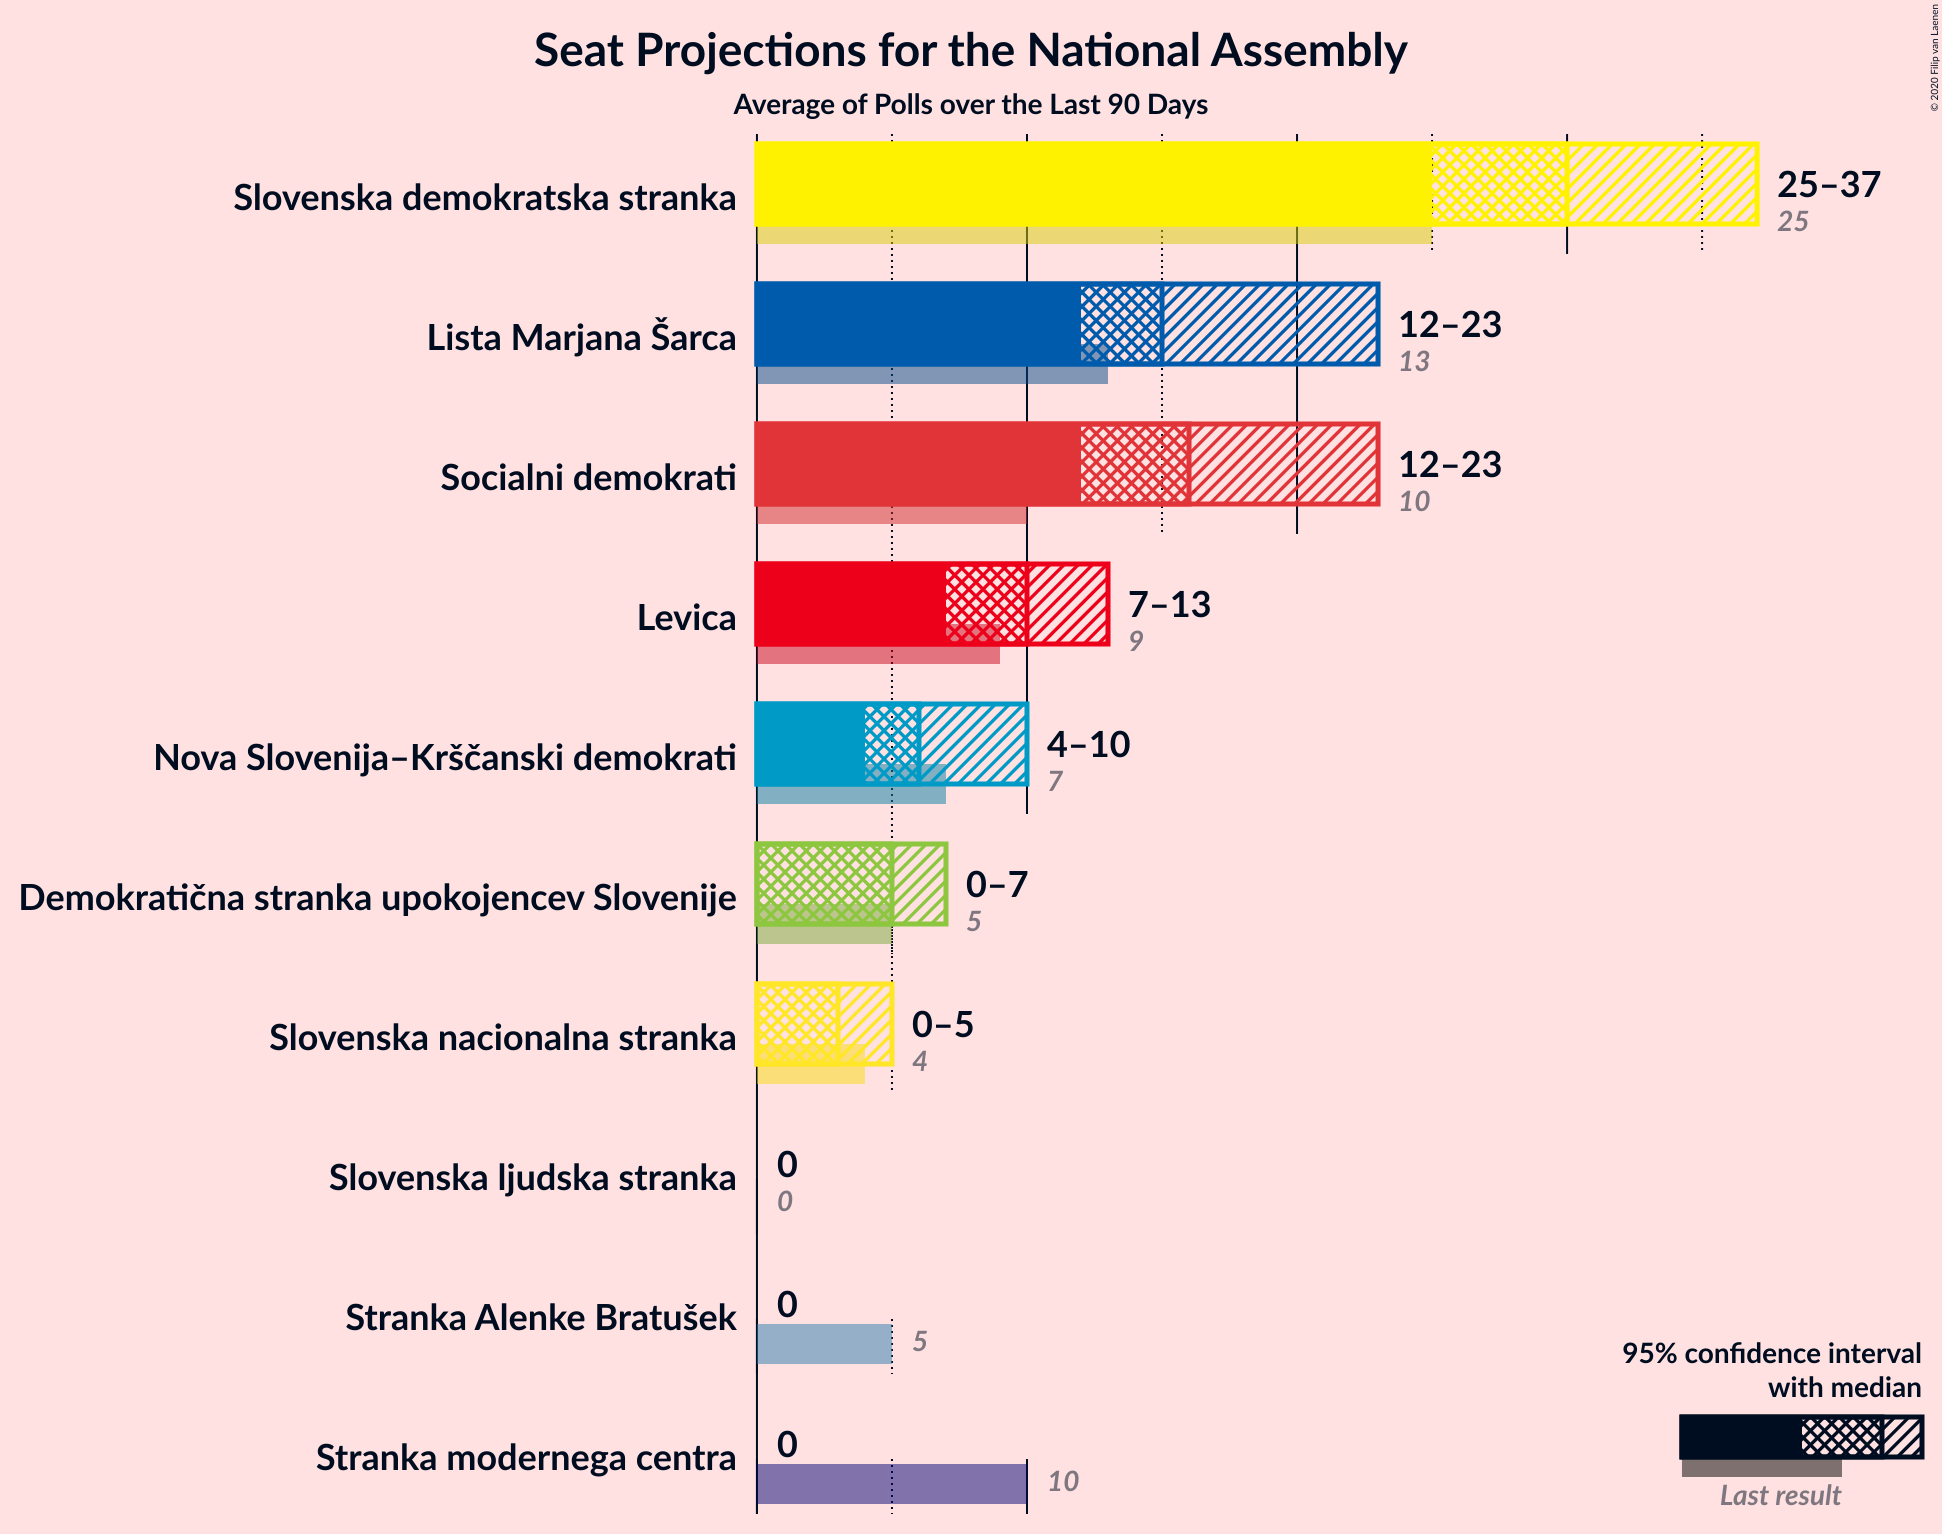 Seat Projections for the National Assembly
Average of Polls over the Last 90 Days
© 2020 Filip van Laenen
Slovenska demokratska stranka
25–37
25
Lista Marjana Šarca
12–23
13
Socialni demokrati
12–23
10
Levica
7–13
9
Nova Slovenija–Krščanski demokrati
4–10
7
Demokratična stranka upokojencev Slovenije
0–7
5
Slovenska nacionalna stranka
0–5
4
Slovenska ljudska stranka
0
0
Stranka Alenke Bratušek
0
5
Stranka modernega centra
0
10
95% confidence interval
with median
Last result